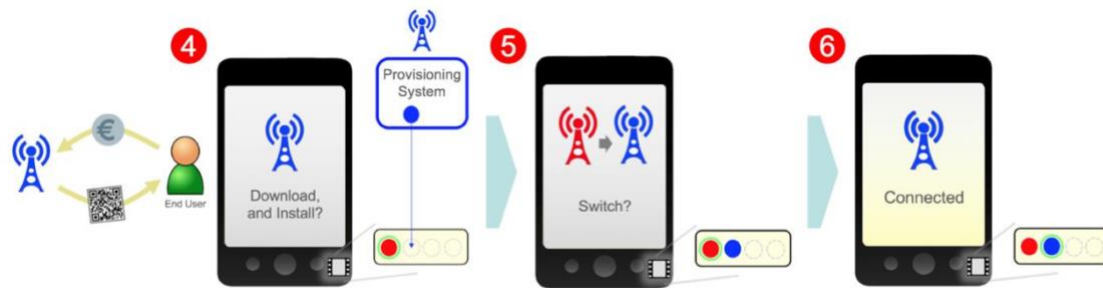 4
Provisioning
System
5
6
€
End User
Download,
and Install?
Switch?
Connected